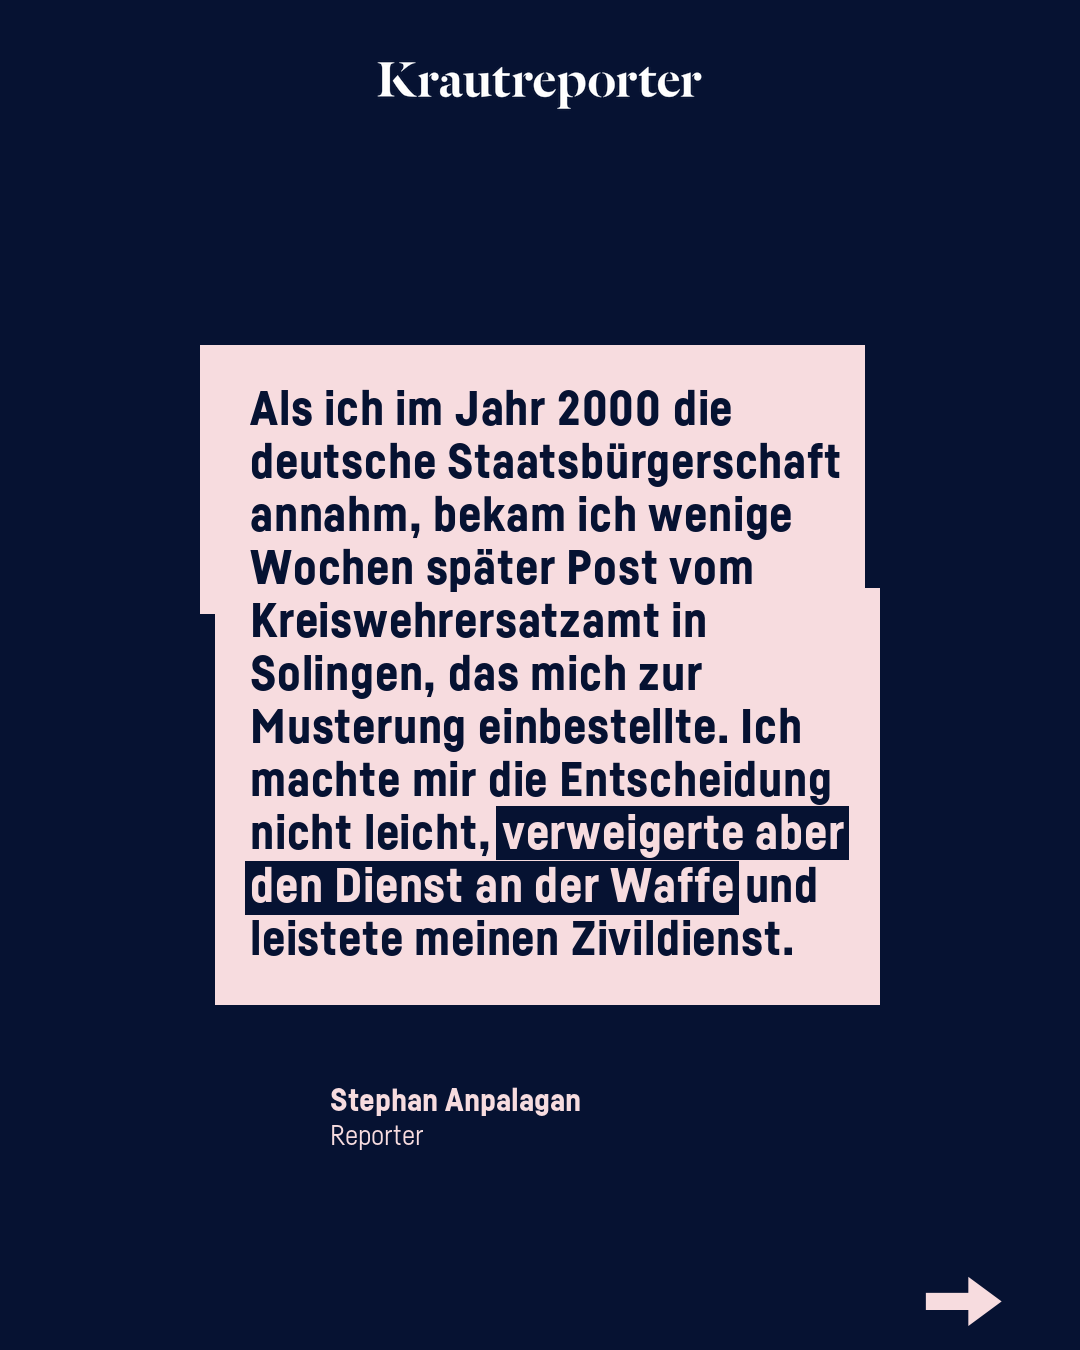 Krautreporter
Als ich im Jahr 2000 die
deutsche Staatsbürgerschaft
annahm, bekam ich wenige
Wochen später Post vom
Kreiswehrersatzamt in
Solingen, das mich zur
Musterung einbestellte. Ich
machte mir die Entscheidung
nicht leicht, verweigerte aber
den Dienst an der Waffe und
leistete meinen Zivildienst.
Stephan Anpalagan
Reporter